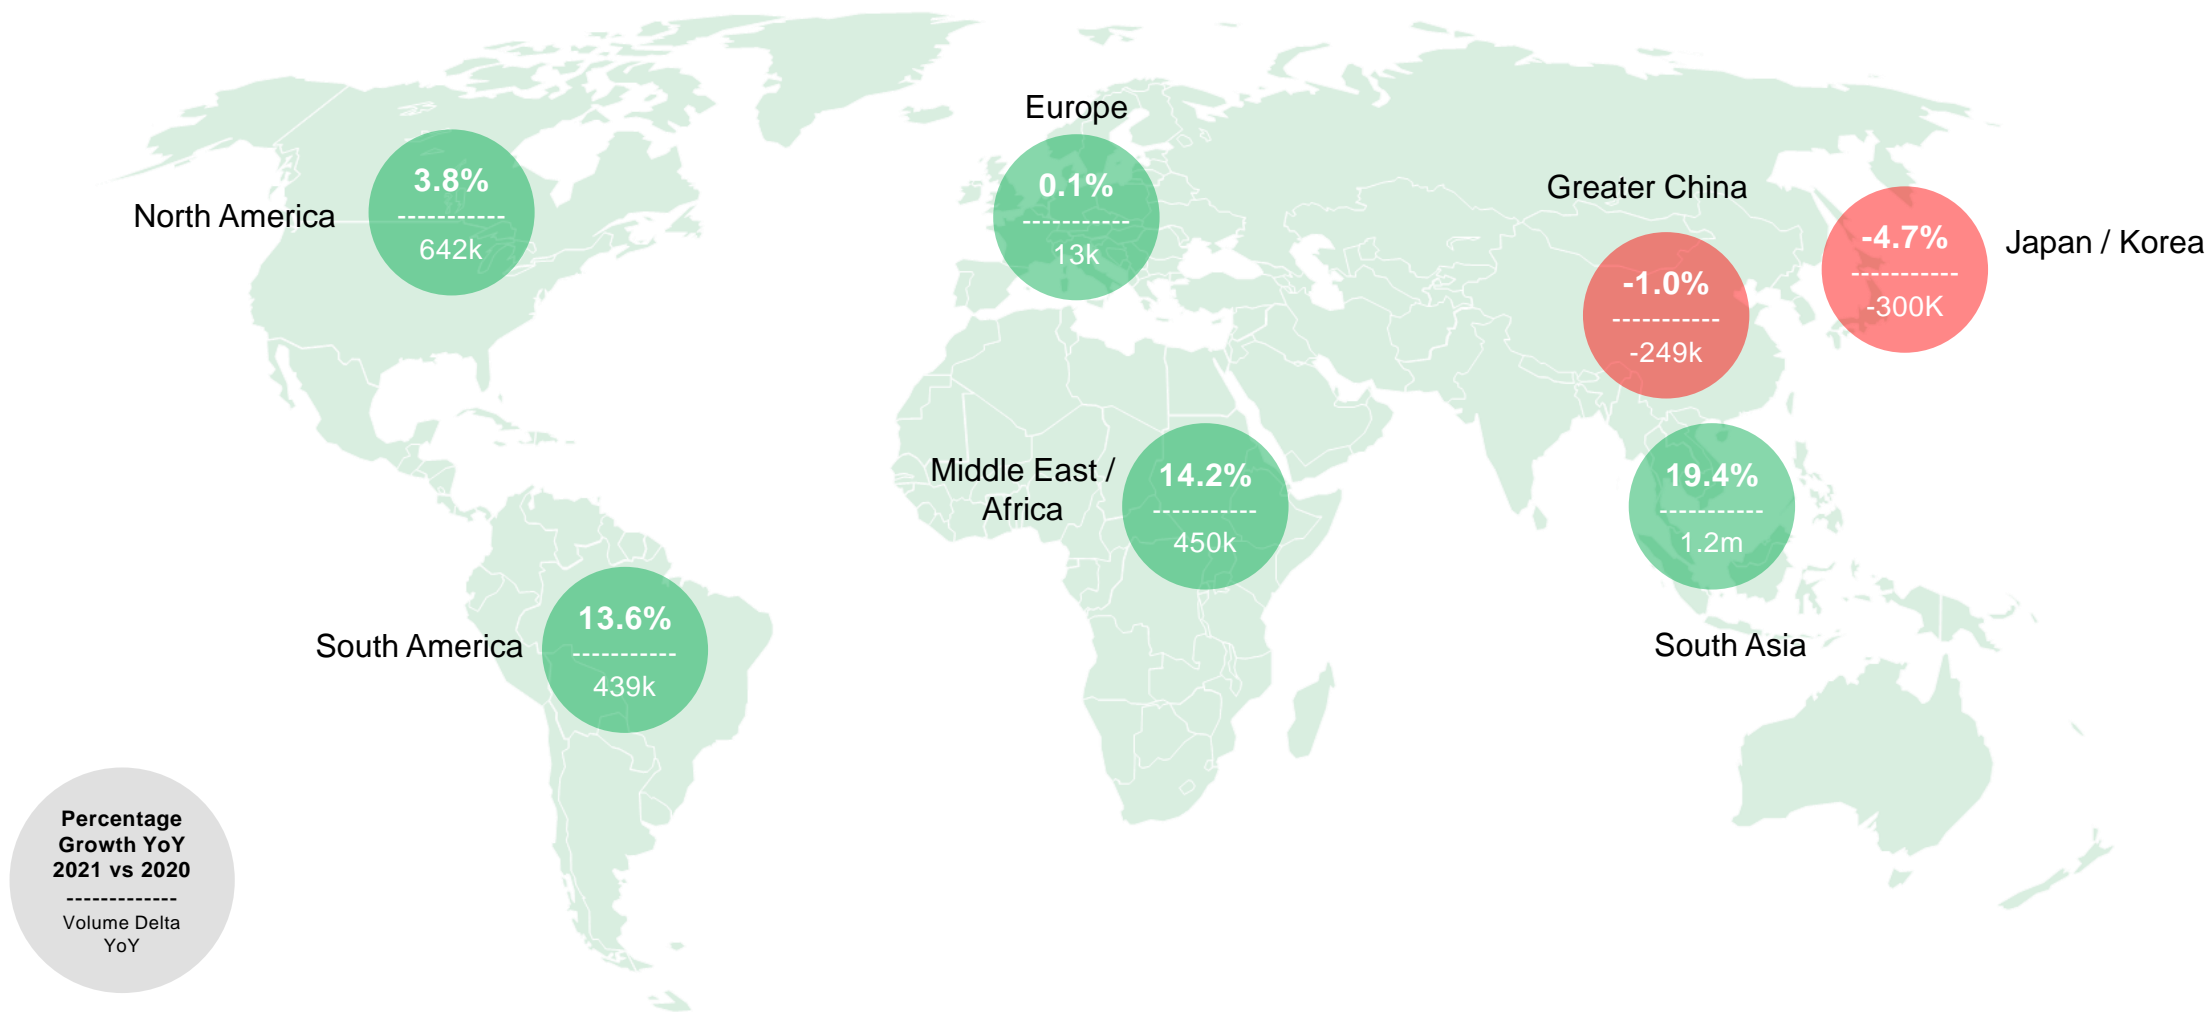 Europe
0.1%
-----------
13k
North America
3.8%
-----------
642k
Greater China
-1.0%
-----------
-249k
Japan / Korea
-4.7%
-----------
-300K
Middle East /
Africa
14.2%
-----------
450k
19.4%
-----------
1.2m
South Asia
South America
13.6%
-----------
439k
Percentage
Growth YoY
2021 vs 2020
-------------
Volume Delta
YoY